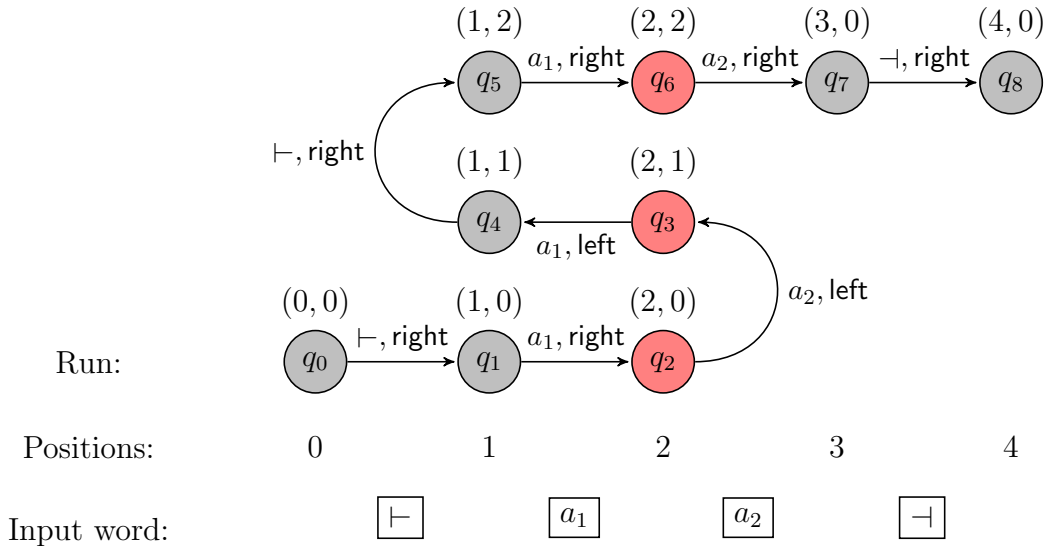 (1, 2) (2, 2) (3, 0) (4, 0)
q₅ a₁, right q₆ a₂, right q₇ ⊣, right q₈
⊢, right
(1, 1) (2, 1)
q₄ a₁, left q₃
a₂, left
(0, 0) (1, 0) (2, 0)
Run: q₀ ⊢, right q₁ a₁, right q₂
Positions: 0 1 2 3 4
Input word: ⊢ a₁ a₂ ⊣